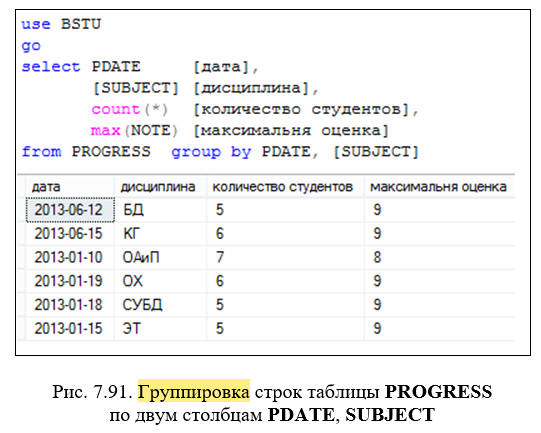 use BSTU
go
select PDATE [дата],
[SUBJECT] [дисциплина],
count(*) [количество студентов],
max(NOTE) [максимальня оценка]
from PROGRESS group by PDATE, [SUBJECT]
дата дисциплина количество студентов максимальня оценка
2013-06-12 БД 5 9
2013-06-15 КГ 6 9
2013-01-10 ОАиП 7 8
2013-01-19 ОХ 6 9
2013-01-18 СУБД 5 9
2013-01-15 ЭТ 5 9
Рис. 7.91. Группировка строк таблицы PROGRESS
по двум столбцам PDATE, SUBJECT